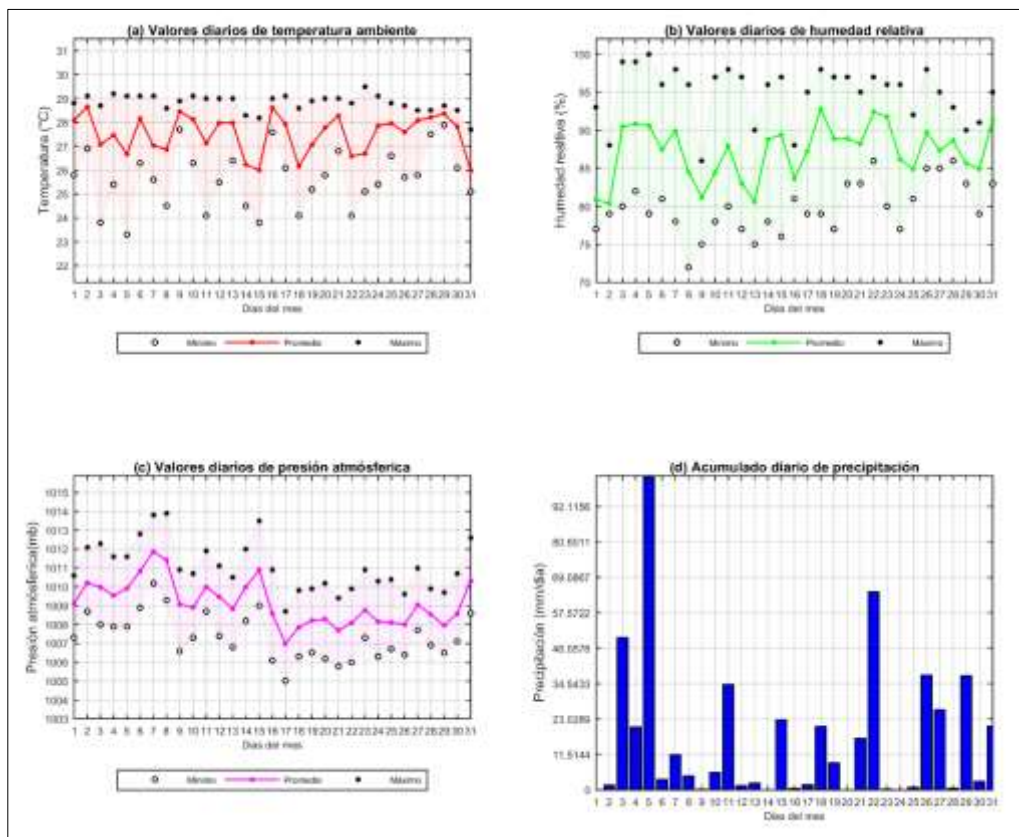 (a) Valores diarios de temperatura ambiente
31
30
29
28
27
26
25
24
23
22
Temperatura (°C)
1 2 3 4 5 6 7 8 9 10 11 12 13 14 15 16 17 18 19 20 21 22 23 24 25 26 27 28 29 30 31
Días del mes
Mínimo Promedio Máximo
(b) Valores diarios de humedad relativa
100
95
90
85
80
75
70
Humedad realtiva (%)
1 2 3 4 5 6 7 8 9 10 11 12 13 14 15 16 17 18 19 20 21 22 23 24 25 26 27 28 29 30 31
Días del mes
Mínimo Promedio Máximo
(c) Valores diarios de presión atmósferica
1015
1014
1013
1012
1011
1010
1009
1008
1007
1006
1005
1004
1003
Presión atmósferica(mb)
1 2 3 4 5 6 7 8 9 10 11 12 13 14 15 16 17 18 19 20 21 22 23 24 25 26 27 28 29 30 31
Días del mes
Mínimo Promedio Máximo
(d) Acumulado diario de precipitación
92.1156
80.6011
69.0867
57.5722
46.0578
34.5433
23.0289
11.5144
0
Precipitación (mm/d$a)
1 2 3 4 5 6 7 8 9 10 11 12 13 14 15 16 17 18 19 20 21 22 23 24 25 26 27 28 29 30 31
Días del mes